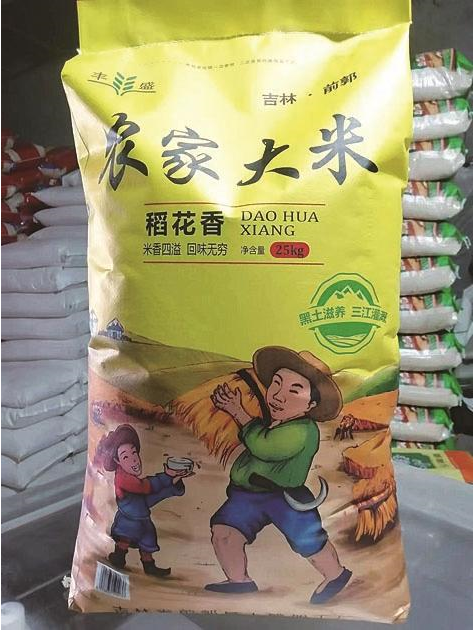 丰 盛
吉林·前郭
农家大米
稻花香 DAO HUA XIANG
米香四溢 回味无穷 净含量 25kg
黑土滋养 三江灌溉